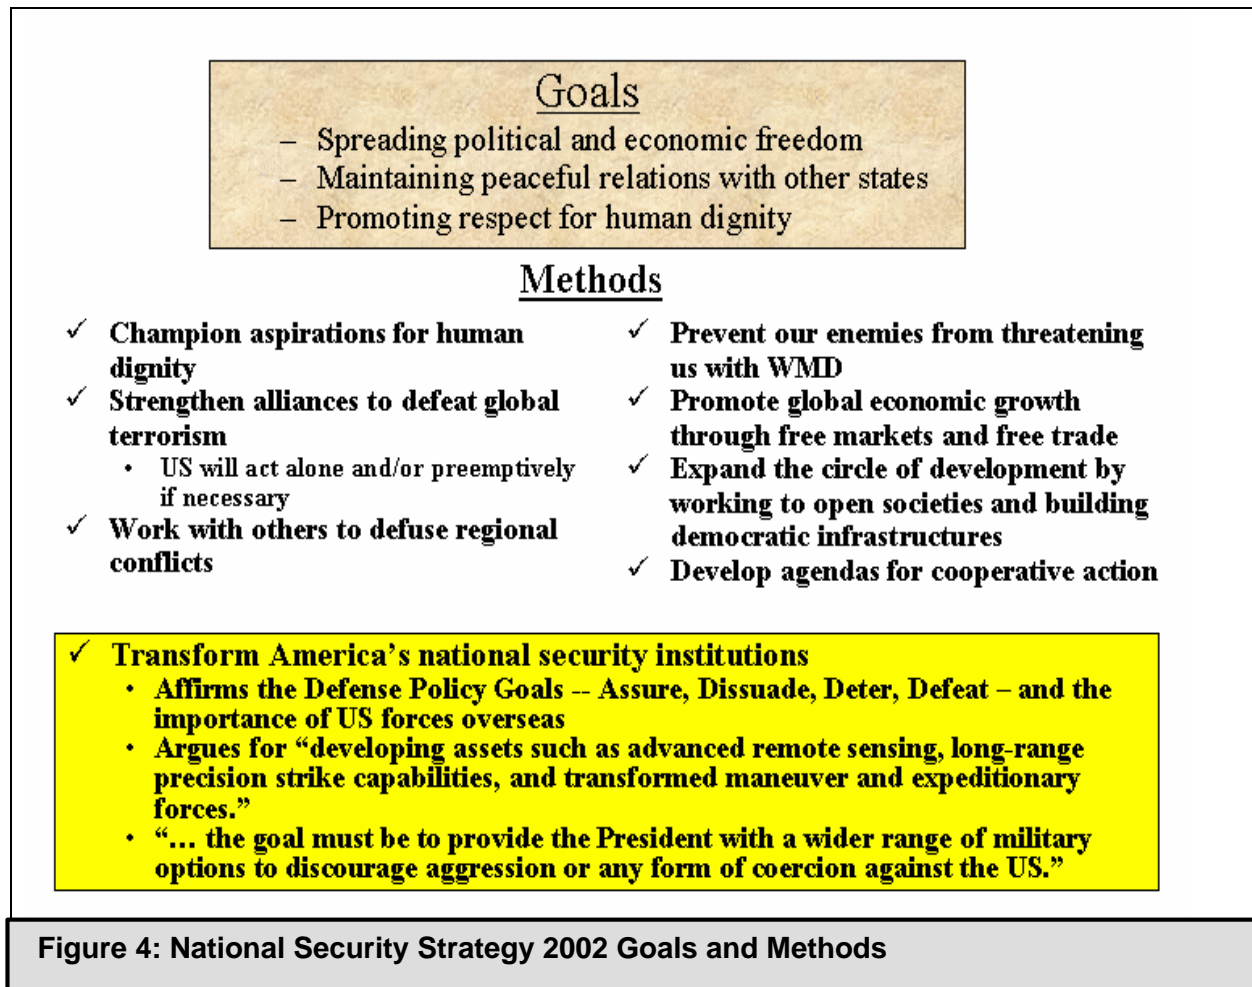 Goals
– Spreading political and economic freedom
– Maintaining peaceful relations with other states
– Promoting respect for human dignity
Methods
✓ Champion aspirations for human
dignity
✓ Strengthen alliances to defeat global
terrorism
• US will act alone and/or preemptively
if necessary
✓ Work with others to defuse regional
conflicts
✓ Prevent our enemies from threatening
us with WMD
✓ Promote global economic growth
through free markets and free trade
✓ Expand the circle of development by
working to open societies and building
democratic infrastructures
✓ Develop agendas for cooperative action
✓ Transform America’s national security institutions
• Affirms the Defense Policy Goals -- Assure, Dissuade, Deter, Defeat – and the
importance of US forces overseas
• Argues for “developing assets such as advanced remote sensing, long-range
precision strike capabilities, and transformed maneuver and expeditionary
forces.”
• “… the goal must be to provide the President with a wider range of military
options to discourage aggression or any form of coercion against the US.”
Figure 4: National Security Strategy 2002 Goals and Methods